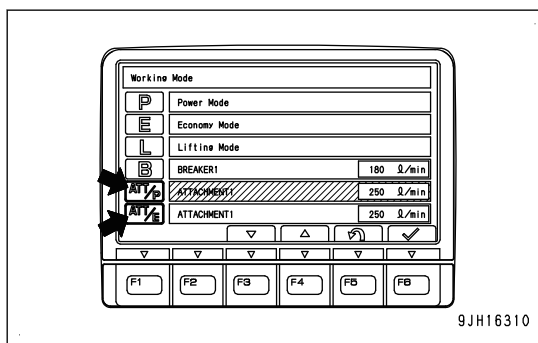 Working Mode
P Power Mode
E Economy Mode
L Lifting Mode
B BREAKER1 180 ℓ/min
ATT/P ATTACHMENT1 250 ℓ/min
ATT/E ATTACHMENT1 250 ℓ/min
F1 F2 F3 F4 F5 F6
9JH16310